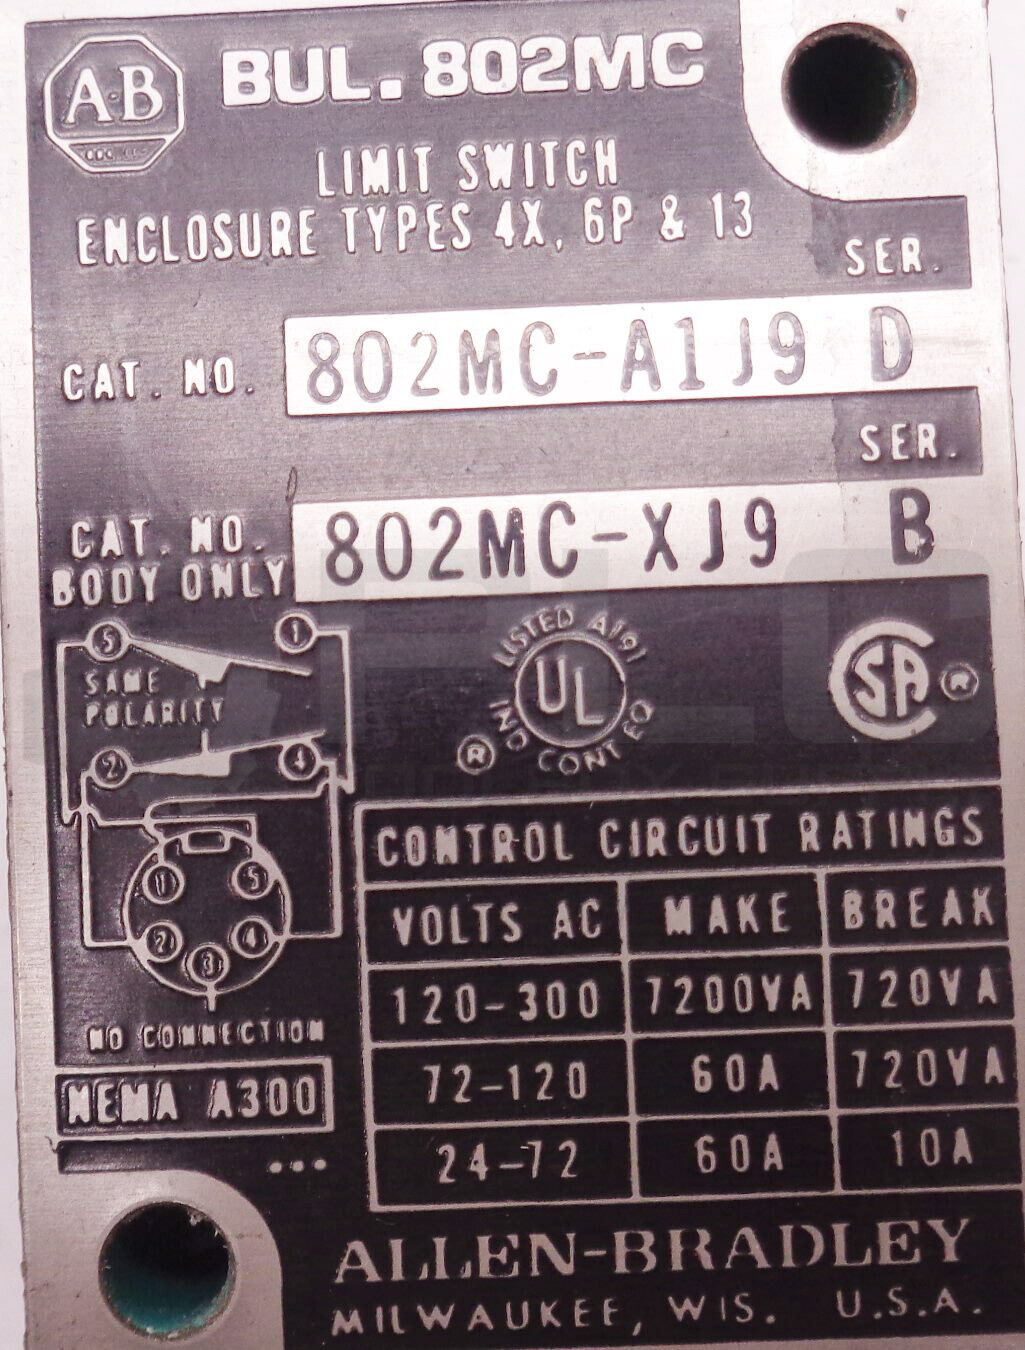 A-B
BUL. 802MC
LIMIT SWITCH
ENCLOSURE TYPES 4X, 6P & 13
SER.
CAT. NO. 802MC-A1J9 D
SER.
CAT. NO. BODY ONLY 802MC-XJ9 B
5 1
SAME
POLARITY
2 4
1 5
2 4
3
NO CONNECTION
NEMA A300
LISTED A191
UL
®
IND CONT EQ
SA ®
CONTROL CIRCUIT RATINGS
VOLTS AC MAKE BREAK
120-300 7200VA 720VA
72-120 60A 720VA
24-72 60A 10A
ALLEN-BRADLEY
MILWAUKEE, WIS. U.S.A.